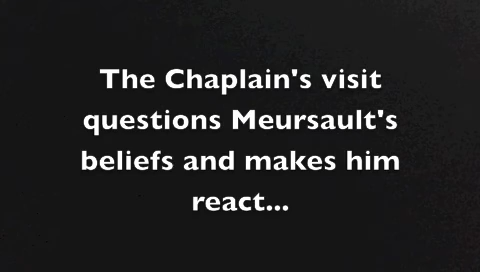 The Chaplain's visit
questions Meursault's
beliefs and makes him
react...